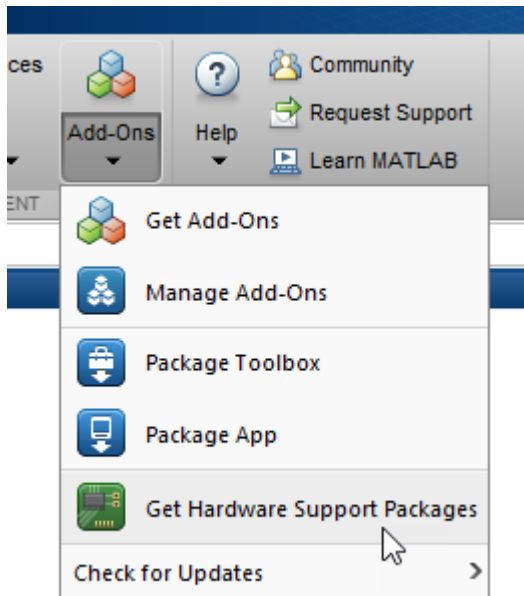 ces
Add-Ons
Help
?
Community
Request Support
Learn MATLAB
ENT
Get Add-Ons
Manage Add-Ons
Package Toolbox
Package App
Get Hardware Support Packages
Check for Updates